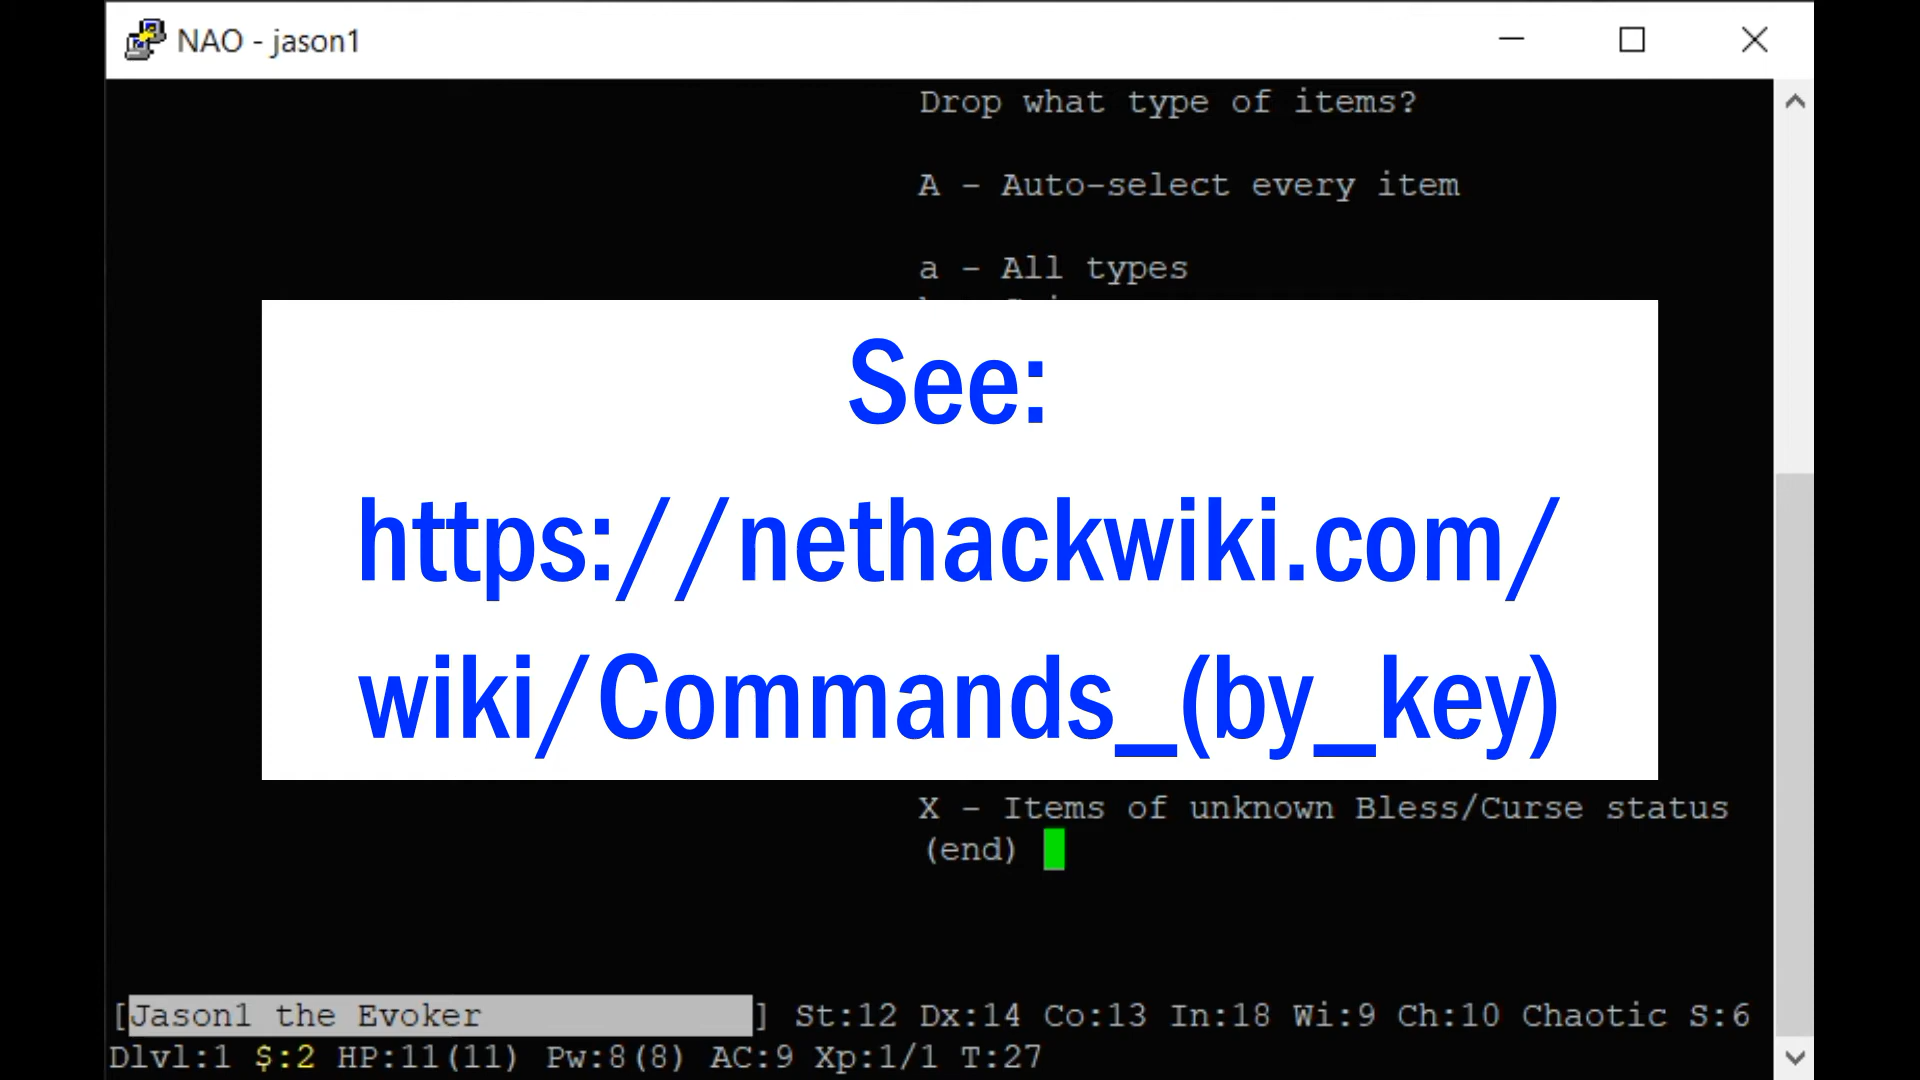 NAO - jason1
Drop what type of items?
A - Auto-select every item
a - All types
See:
https://nethackwiki.com/
wiki/Commands_(by_key)
X - Items of unknown Bless/Curse status
(end)
[Jason1 the Evoker ] St:12 Dx:14 Co:13 In:18 Wi:9 Ch:10 Chaotic S:6
Dlvl:1 $:2 HP:11(11) Pw:8(8) AC:9 Xp:1/1 T:27